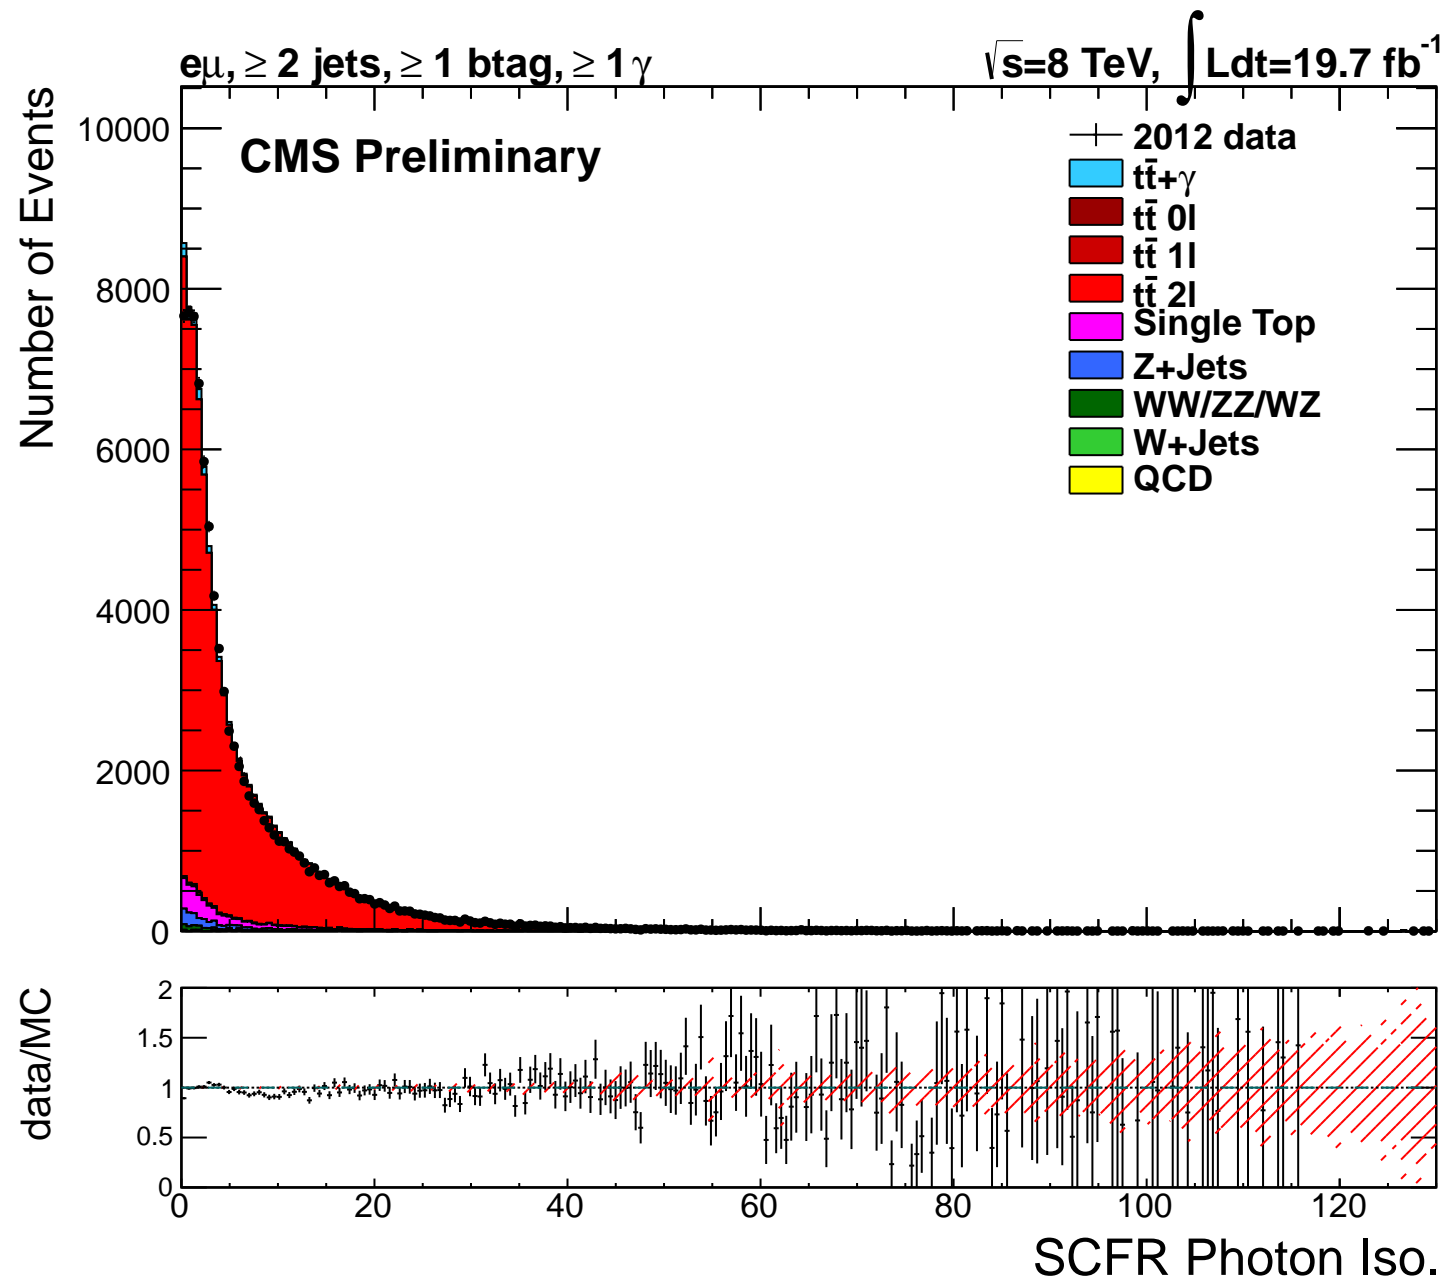 eμ, ≥ 2 jets, ≥ 1 btag, ≥ 1 γ
√s=8 TeV, ∫Ldt=19.7 fb⁻¹
CMS Preliminary
2012 data
tt̄+γ
tt̄ 0l
tt̄ 1l
tt̄ 2l
Single Top
Z+Jets
WW/ZZ/WZ
W+Jets
QCD
Number of Events
10000
8000
6000
4000
2000
0
data/MC
2
1.5
1
0.5
0
0 20 40 60 80 100 120
SCFR Photon Iso.